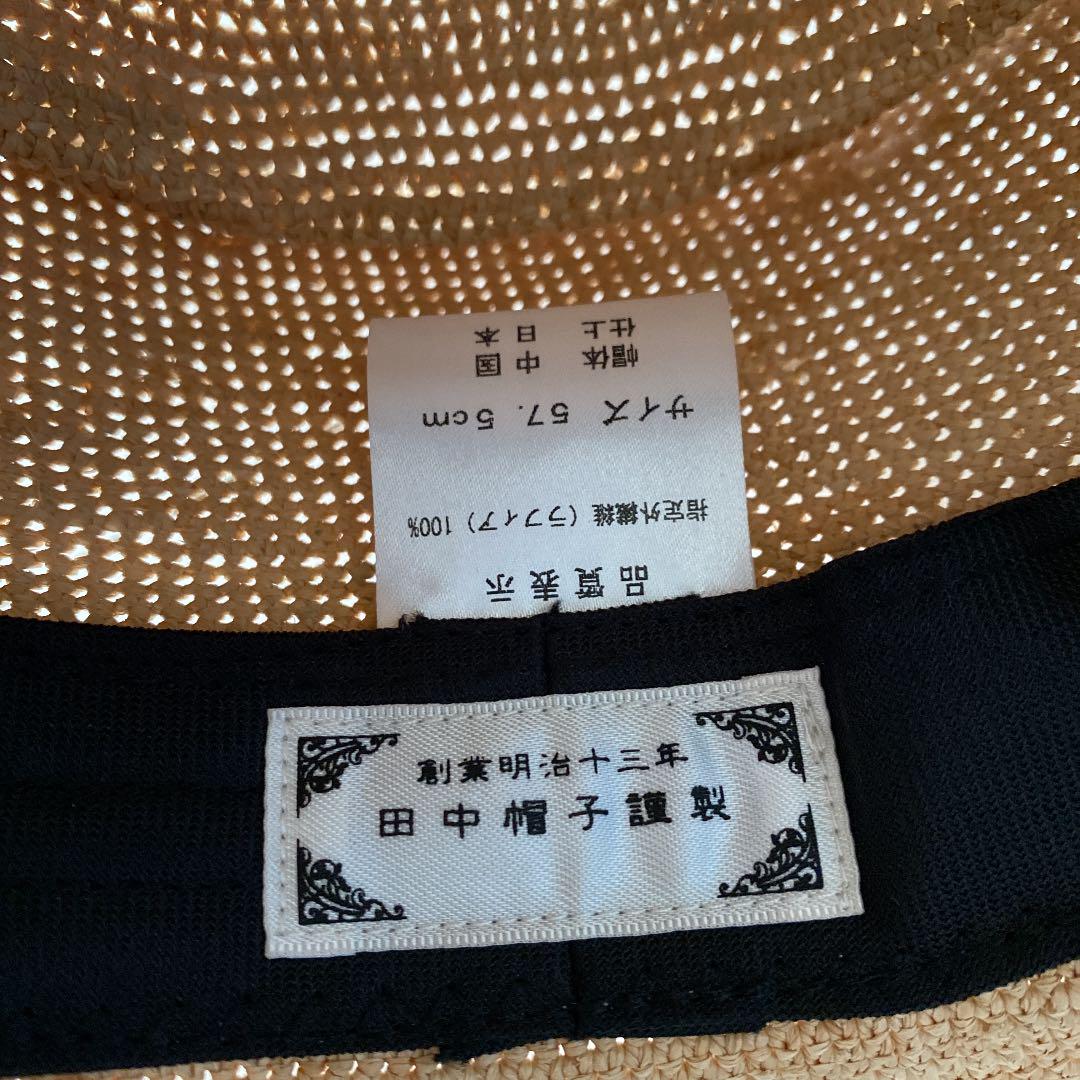 品質表示
指定外繊維（ラフィア）100%
サイズ 57.5cm
帽体 中国
仕上 日本
創業明治十三年
田中帽子謹製